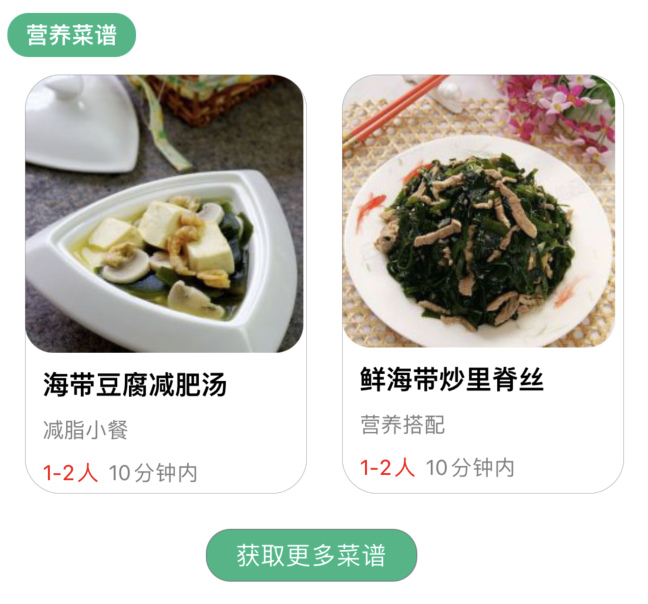 营养菜谱
海带豆腐减肥汤
减脂小餐
1-2人 10分钟内
鲜海带炒里脊丝
营养搭配
1-2人 10分钟内
获取更多菜谱